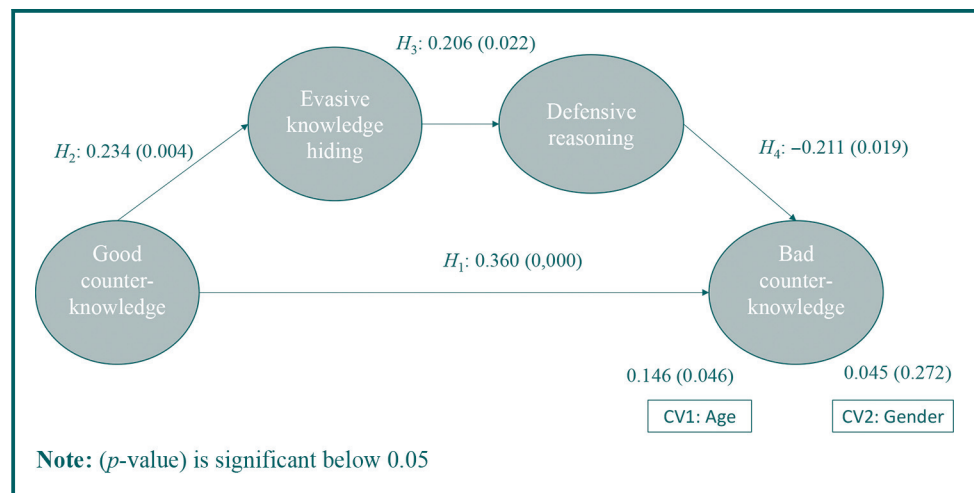 H3: 0.206 (0.022)
Evasive
knowledge
hiding
Defensive
reasoning
H2: 0.234 (0.004)
H4: −0.211 (0.019)
Good
counter-
knowledge
H1: 0.360 (0,000)
Bad
counter-
knowledge
0.146 (0.046)
0.045 (0.272)
CV1: Age
CV2: Gender
Note: (p-value) is significant below 0.05